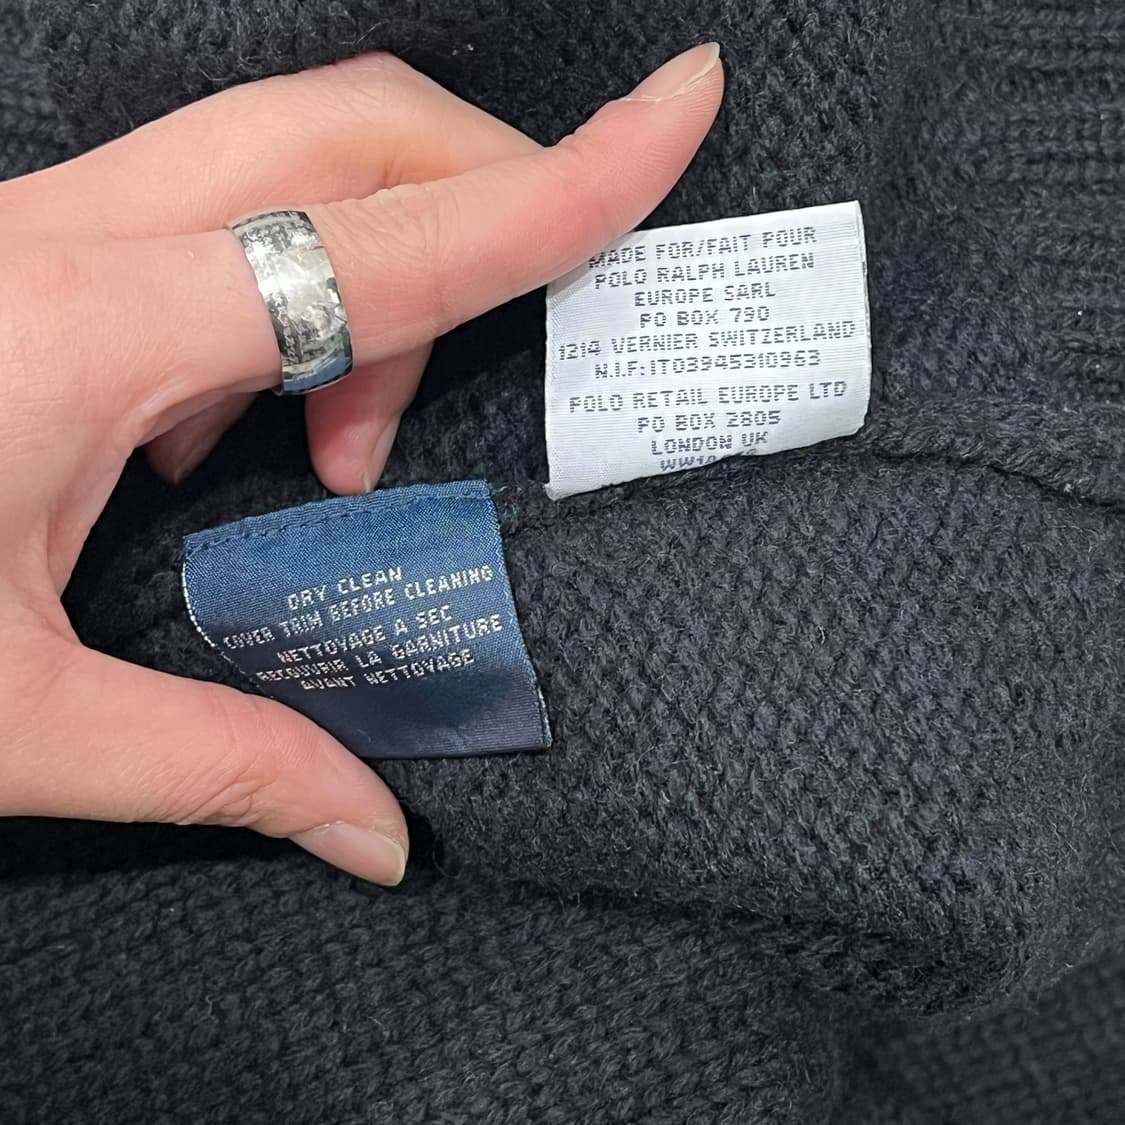 MADE FOR/FAIT POUR
POLO RALPH LAUREN
EUROPE SARL
PO BOX 790
1214 VERNIER SWITZERLAND
N.I.F: IT03945310963
POLO RETAIL EUROPE LTD
PO BOX 2805
LONDON UK
DRY CLEAN
COVER TRIM BEFORE CLEANING
NETTOYAGE A SEC
RECOUVRIR LA GARNITURE
AVANT NETTOYAGE